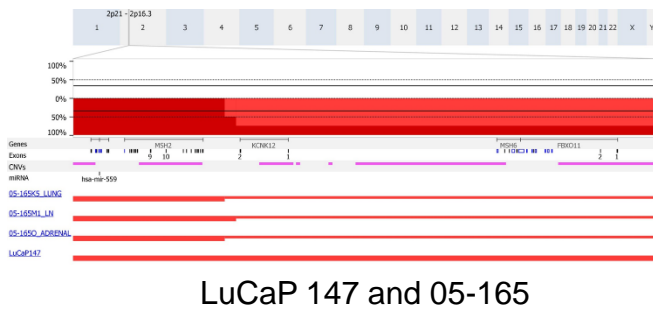 2p21 - 2p16.3
1 2 3 4 5 6 7 8 9 10 11 12 13 14 15 16 17 18 19 20 21 22 X Y
100%
50%
0%
50%
100%
Genes MSH2 KCNK12 MSH6 FBXO11
Exons 9 10 2 1 2 1
CNVs
miRNA hsa-mir-559
05-165K5_LUNG
05-165M1_LN
05-165O_ADRENAL
LuCaP147
LuCaP 147 and 05-165